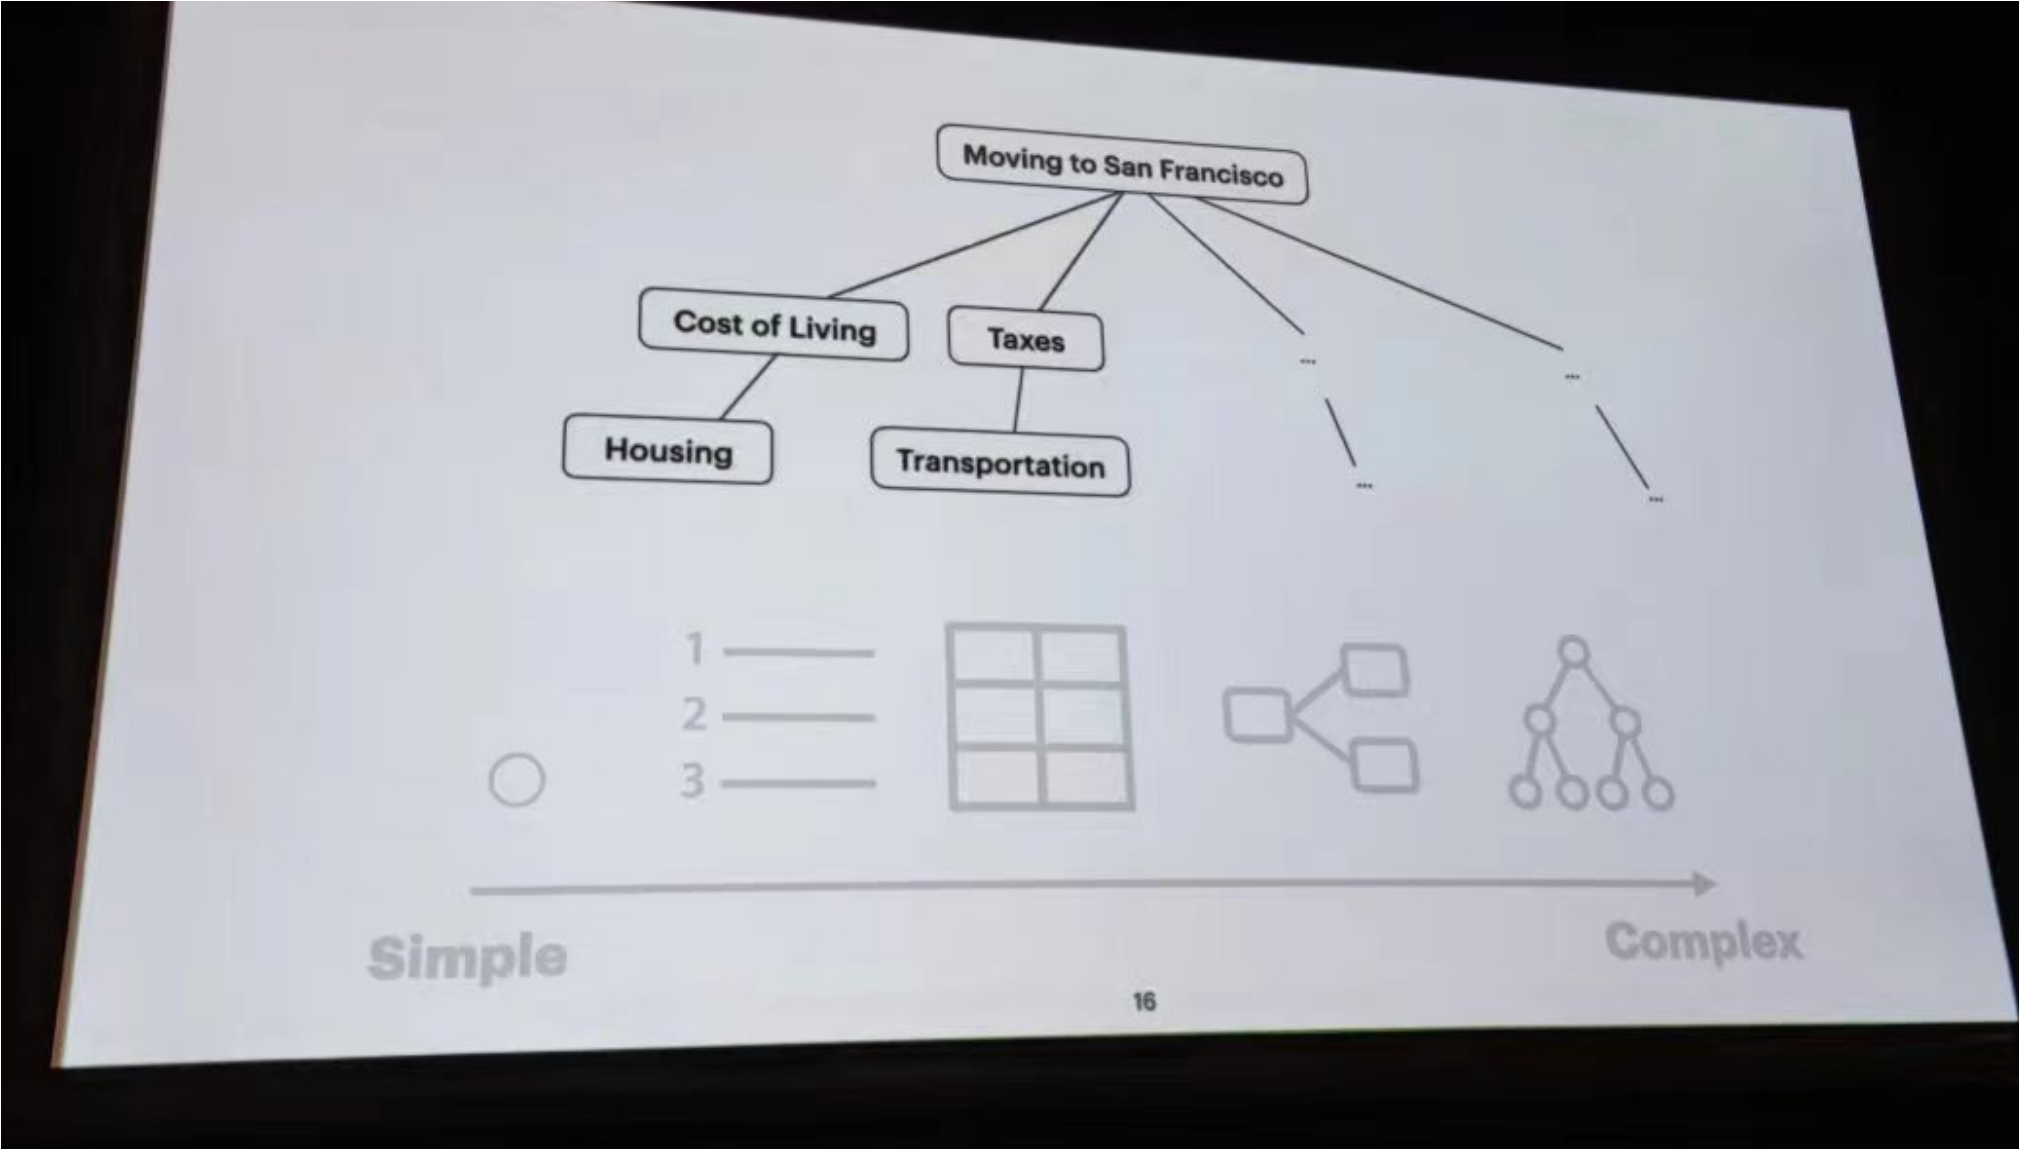 Moving to San Francisco
Cost of Living
Taxes
...
...
Housing
Transportation
...
...
1
2
3
Simple
Complex
16